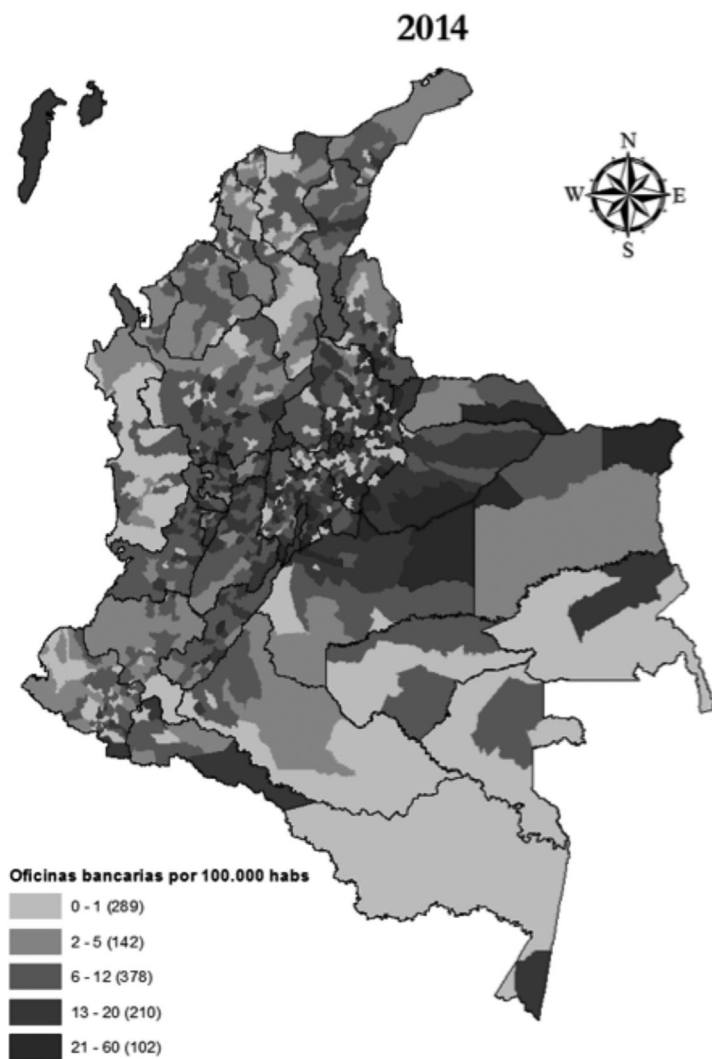 2014
N
W E
S
Oficinas bancarias por 100.000 habs
0 - 1 (289)
2 - 5 (142)
6 - 12 (378)
13 - 20 (210)
21 - 60 (102)